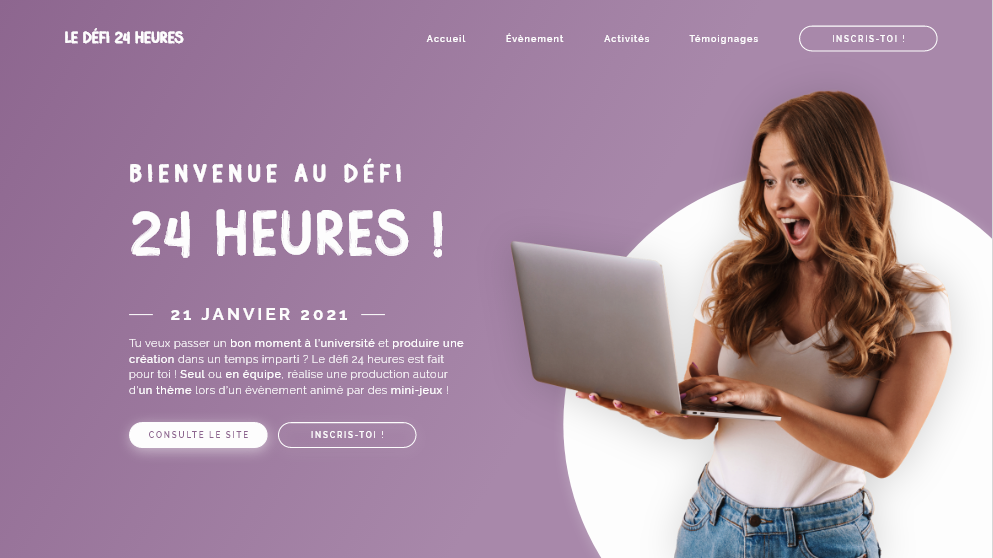 LE DÉFI 24 HEURES
Accueil
Évènement
Activités
Témoignages
INSCRIS-TOI !
BIENVENUE AU DÉFI
24 HEURES !
21 JANVIER 2021
Tu veux passer un bon moment à l'université et produire une
création dans un temps imparti ? Le défi 24 heures est fait
pour toi ! Seul ou en équipe, réalise une production autour
d'un thème lors d'un évènement animé par des mini-jeux !
CONSULTE LE SITE
INSCRIS-TOI !